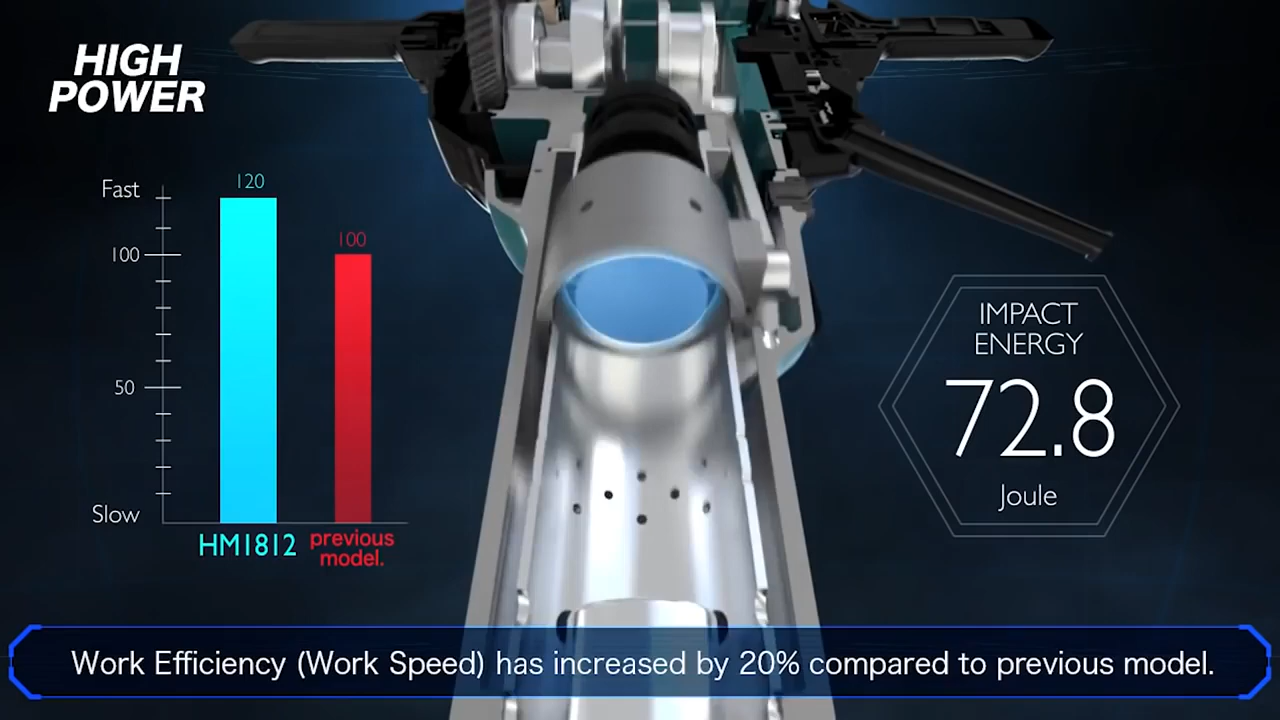 HIGH
POWER
Fast
120
100
100
50
Slow
HM1812
previous
model.
IMPACT
ENERGY
72.8
Joule
Work Efficiency (Work Speed) has increased by 20% compared to previous model.